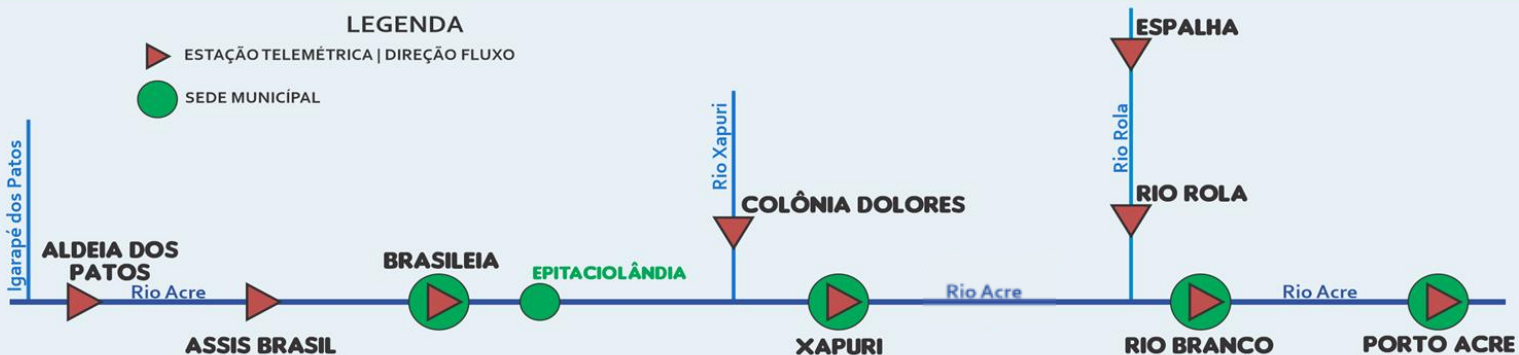 LEGENDA
ESTAÇÃO TELEMÉTRICA | DIREÇÃO FLUXO
SEDE MUNICÍPAL
ESPALHA
Igarapé dos Patos
Rio Xapuri
Rio Rola
COLÔNIA DOLORES
RIO ROLA
ALDEIA DOS
PATOS
BRASILEIA
EPITACIOLÂNDIA
Rio Acre
Rio Acre
Rio Acre
ASSIS BRASIL
XAPURI
RIO BRANCO
PORTO ACRE